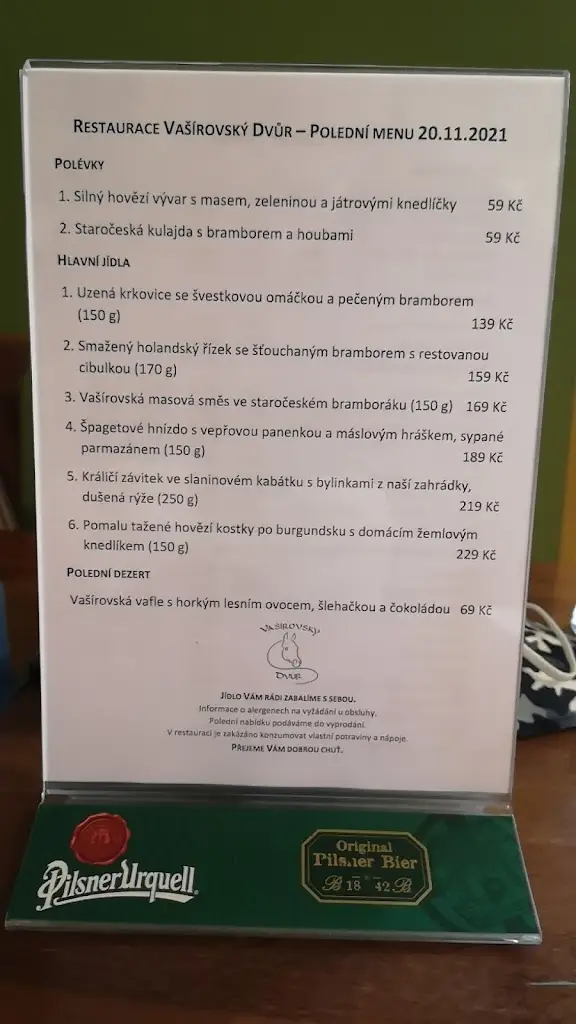 Restaurace Vašírovský Dvůr – Polední menu 20.11.2021
Polévky
1. Silný hovězí vývar s masem, zeleninou a játrovými knedlíčky 59 Kč
2. Staročeská kulajda s bramborem a houbami 59 Kč
Hlavní jídla
1. Uzená krkovice se švestkovou omáčkou a pečeným bramborem
(150 g) 139 Kč
2. Smažený holandský řízek se šťouchaným bramborem s restovanou
cibulkou (170 g) 159 Kč
3. Vašírovská masová směs ve staročeském bramboráku (150 g) 169 Kč
4. Špagetové hnízdo s vepřovou panenkou a máslovým hráškem, sypané
parmazánem (150 g) 189 Kč
5. Králičí závitek ve slaninovém kabátku s bylinkami z naší zahrádky,
dušená rýže (250 g) 219 Kč
6. Pomalu tažené hovězí kostky po burgundsku s domácím žemlovým
knedlíkem (150 g) 229 Kč
Polední dezert
Vašírovská vafle s horkým lesním ovocem, šlehačkou a čokoládou 69 Kč
VAŠÍROVSKÝ
DVŮR
Jídlo Vám rádi zabalíme s sebou.
Informace o alergenech na vyžádání u obsluhy.
Polední nabídku podáváme do vyprodání.
V restauraci je zakázáno konzumovat vlastní potraviny a nápoje.
Přejeme Vám dobrou chuť.
Pilsner Urquell
Original
Pilsner Bier
B 18 42 B